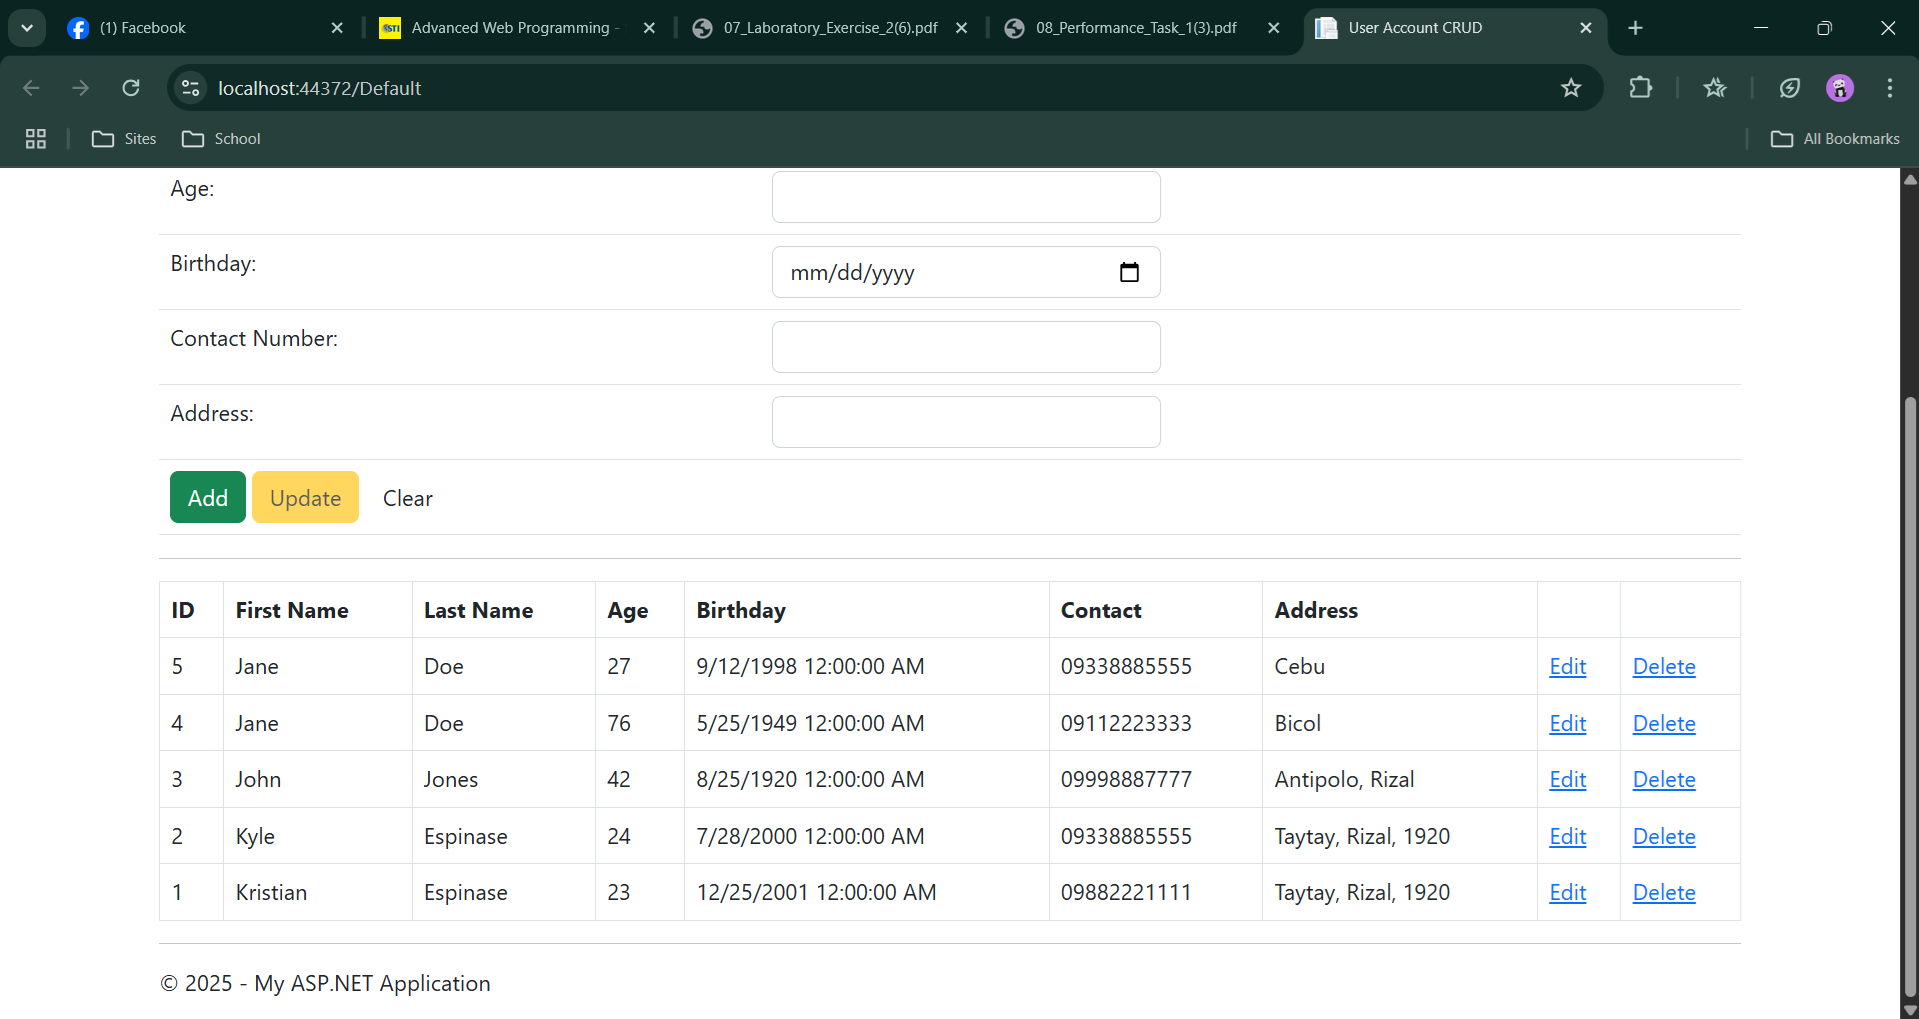 (1) Facebook
Advanced Web Programming -
07_Laboratory_Exercise_2(6).pdf
08_Performance_Task_1(3).pdf
User Account CRUD
localhost:44372/Default
Sites
School
All Bookmarks
Age:
Birthday:
mm/dd/yyyy
Contact Number:
Address:
Add Update Clear
ID First Name Last Name Age Birthday Contact Address
5 Jane Doe 27 9/12/1998 12:00:00 AM 09338885555 Cebu Edit Delete
4 Jane Doe 76 5/25/1949 12:00:00 AM 09112223333 Bicol Edit Delete
3 John Jones 42 8/25/1920 12:00:00 AM 09998887777 Antipolo, Rizal Edit Delete
2 Kyle Espinase 24 7/28/2000 12:00:00 AM 09338885555 Taytay, Rizal, 1920 Edit Delete
1 Kristian Espinase 23 12/25/2001 12:00:00 AM 09882221111 Taytay, Rizal, 1920 Edit Delete
© 2025 - My ASP.NET Application